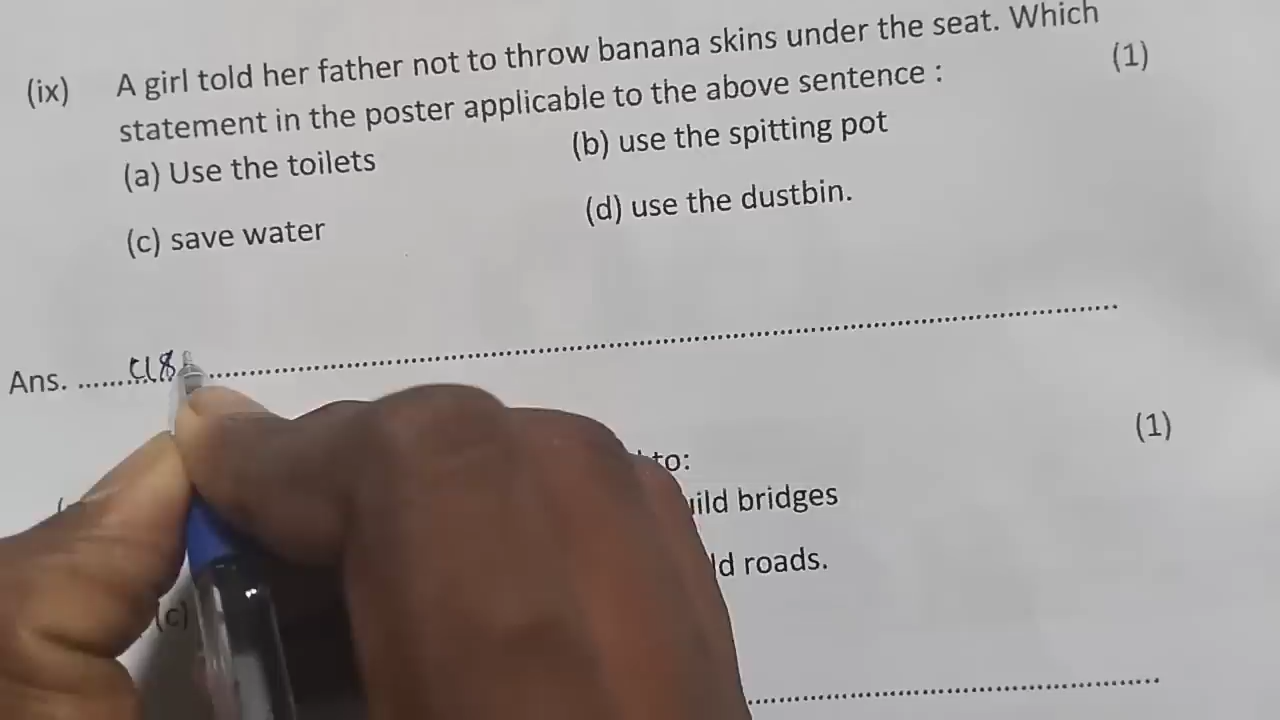 (ix) A girl told her father not to throw banana skins under the seat. Which
statement in the poster applicable to the above sentence : (1)
(a) Use the toilets (b) use the spitting pot
(c) save water (d) use the dustbin.
Ans. ........................................
to: (1)
bridges
roads.
(c)